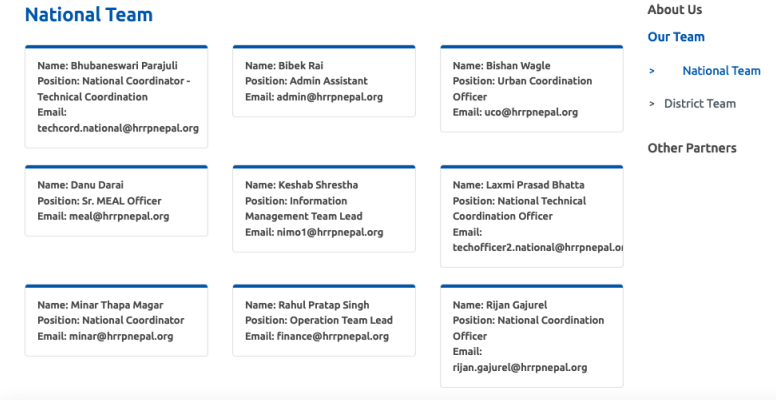 National Team
Name: Bhubaneswari Parajuli
Position: National Coordinator -
Technical Coordination
Email:
techcord.national@hrrpnepal.org
Name: Bibek Rai
Position: Admin Assistant
Email: admin@hrrpnepal.org
Name: Bishan Wagle
Position: Urban Coordination
Officer
Email: uco@hrrpnepal.org
Name: Danu Darai
Position: Sr. MEAL Officer
Email: meal@hrrpnepal.org
Name: Keshab Shrestha
Position: Information
Management Team Lead
Email: nimo1@hrrpnepal.org
Name: Laxmi Prasad Bhatta
Position: National Technical
Coordination Officer
Email:
techofficer2.national@hrrpnepal.or
Name: Minar Thapa Magar
Position: National Coordinator
Email: minar@hrrpnepal.org
Name: Rahul Pratap Singh
Position: Operation Team Lead
Email: finance@hrrpnepal.org
Name: Rijan Gajurel
Position: National Coordination
Officer
Email:
rijan.gajurel@hrrpnepal.org
About Us
Our Team
> National Team
> District Team
Other Partners